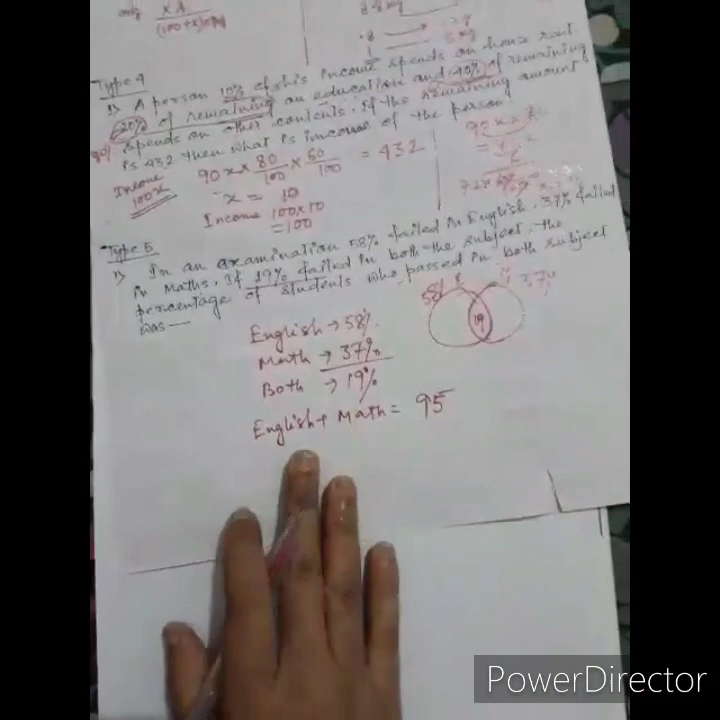 x A
(100+x)
Type 4
1) A person 10% of his income spends on house rent.
20% of remaining on education and 40% of remaining
spends on other contents. If the remaining amount
is 432 then what is income of the person
90x x 80/100 x 60/100 = 432
Income
100x
x = 10
Income 100x10
=100
Type 5
1) In an examination 58% failed in English, 37% failed
in Maths. If 19% failed in both the subject. The
percentage of students who passed in both subject
was —
58% E
19
37%
English → 58%
Math → 37%
Both → 19%
English + Math = 95
PowerDirector